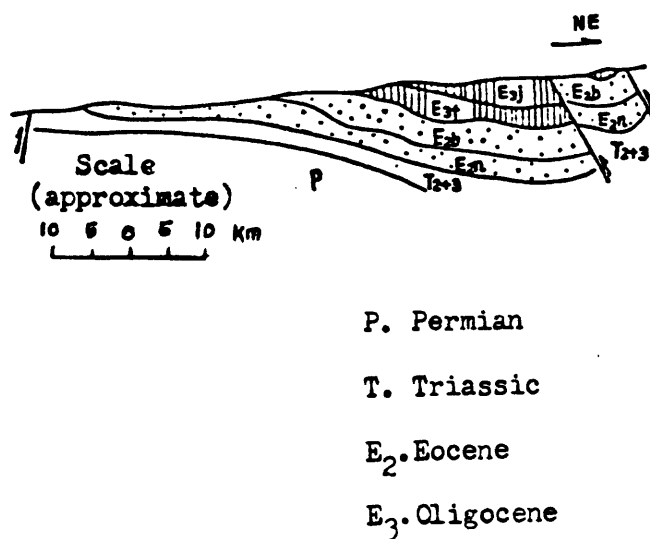 NE
E₃j
E₂b
E₃t
E₂n
E₂b
E₂n
T₂₊₃
T₂₊₃
P
Scale
(approximate)
10 5 0 5 10 Km
P. Permian
T. Triassic
E₂.Eocene
E₃.Oligocene